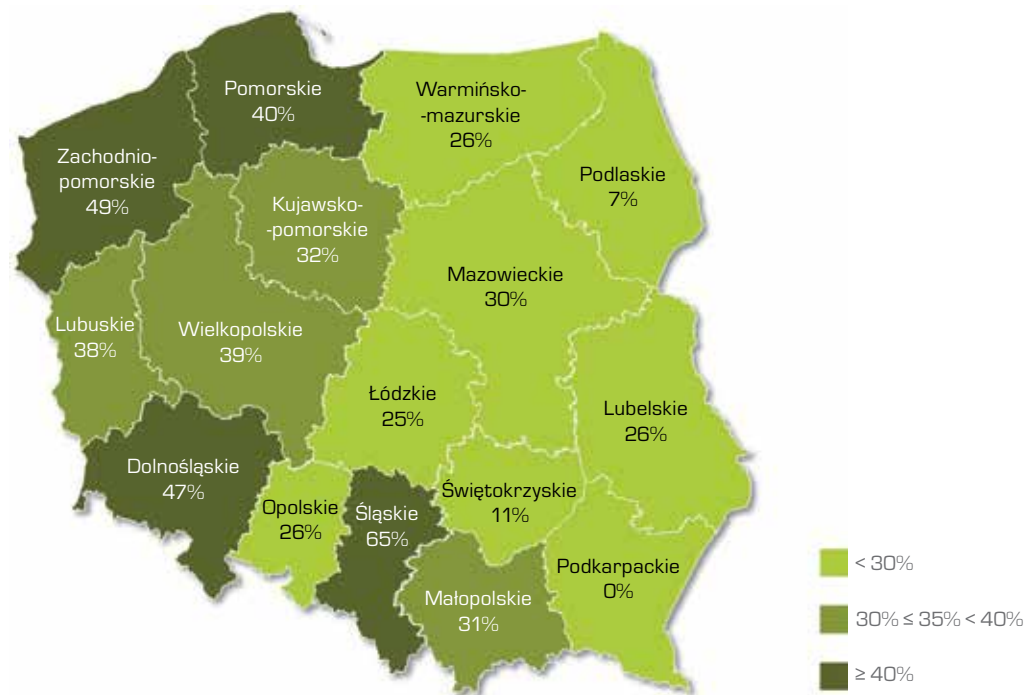 Pomorskie
40%
Warmińsko-
-mazurskie
26%
Zachodnio-
pomorskie
49%
Podlaskie
7%
Kujawsko-
-pomorskie
32%
Mazowieckie
30%
Lubuskie
38%
Wielkopolskie
39%
Łódzkie
25%
Lubelskie
26%
Dolnośląskie
47%
Opolskie
26%
Śląskie
65%
Świętokrzyskie
11%
Podkarpackie
0%
Małopolskie
31%
< 30%
30% ≤ 35% < 40%
≥ 40%